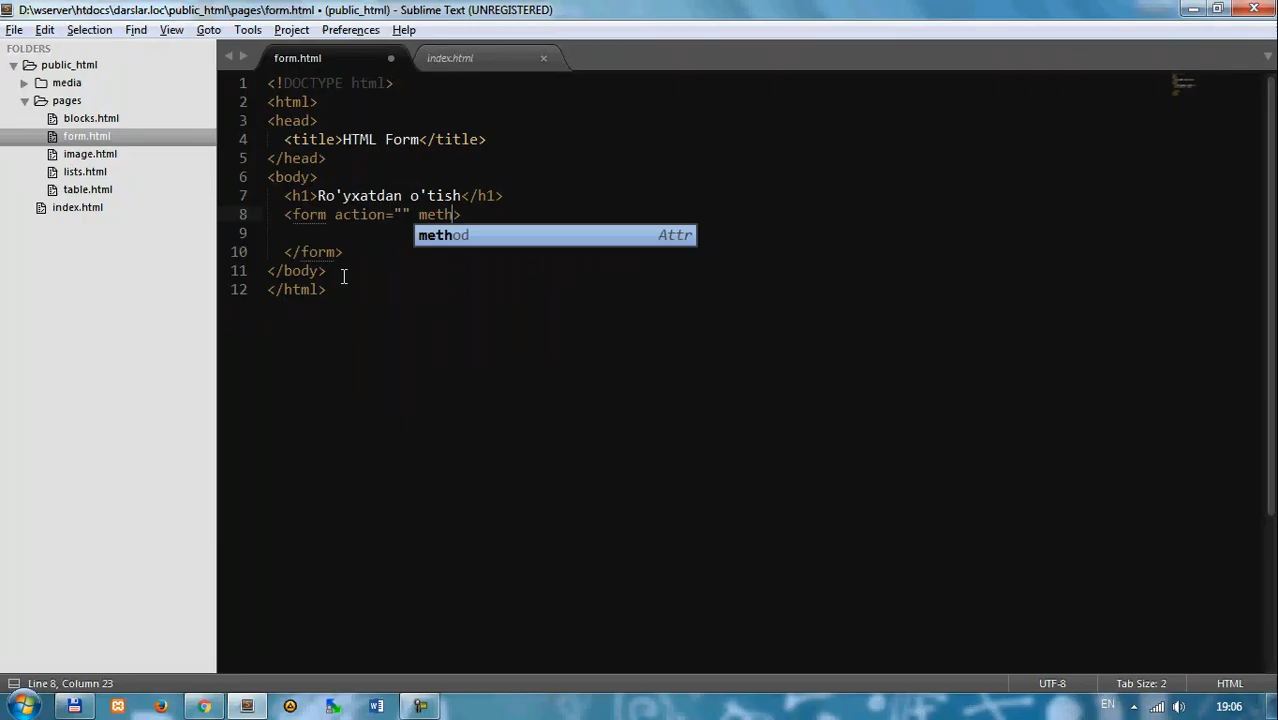 D:\wserver\htdocs\darslar.loc\public_html\pages\form.html • (public_html) - Sublime Text (UNREGISTERED)
File Edit Selection Find View Goto Tools Project Preferences Help
FOLDERS
public_html
media
pages
blocks.html
form.html
image.html
lists.html
table.html
index.html
form.html index.html
1 <!DOCTYPE html>
2 <html>
3 <head>
4 <title>HTML Form</title>
5 </head>
6 <body>
7 <h1>Ro'yxatdan o'tish</h1>
8 <form action="" meth>
method Attr
9
10 </form>
11 </body>
12 </html>
Line 8, Column 23 UTF-8 Tab Size: 2 HTML
EN 19:06